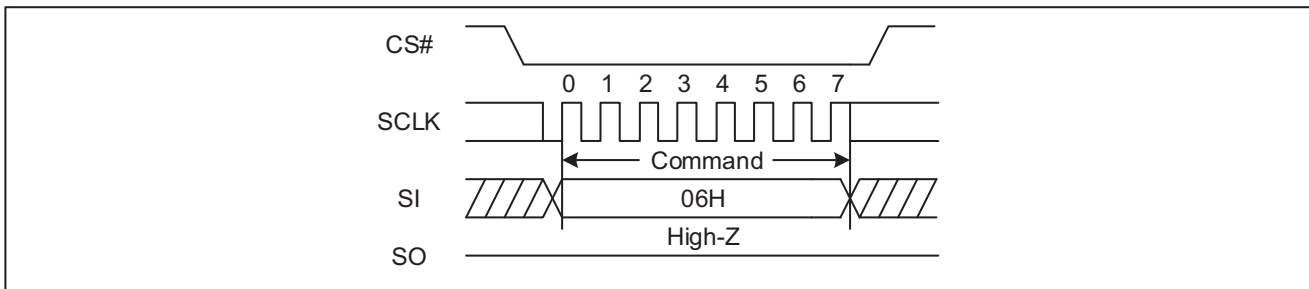 CS#
0 1 2 3 4 5 6 7
SCLK
Command
SI 06H
High-Z
SO